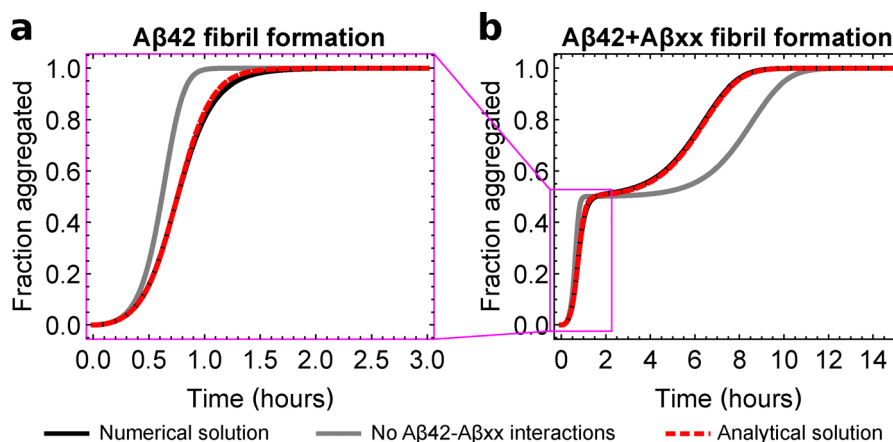 a
Aβ42 fibril formation
Fraction aggregated
1.0
0.8
0.6
0.4
0.2
0.0
0.0 0.5 1.0 1.5 2.0 2.5 3.0
Time (hours)
b
Aβ42+Aβxx fibril formation
Fraction aggregated
1.0
0.8
0.6
0.4
0.2
0.0
0 2 4 6 8 10 12 14
Time (hours)
Numerical solution No Aβ42-Aβxx interactions Analytical solution